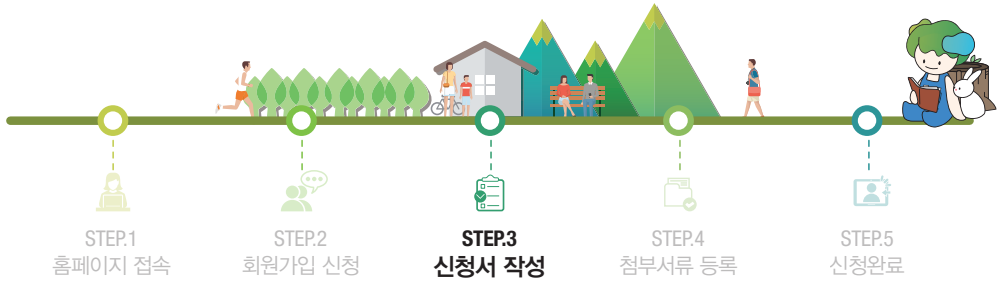 STEP.1
홈페이지 접속
STEP.2
회원가입 신청
STEP.3
신청서 작성
STEP.4
첨부서류 등록
STEP.5
신청완료